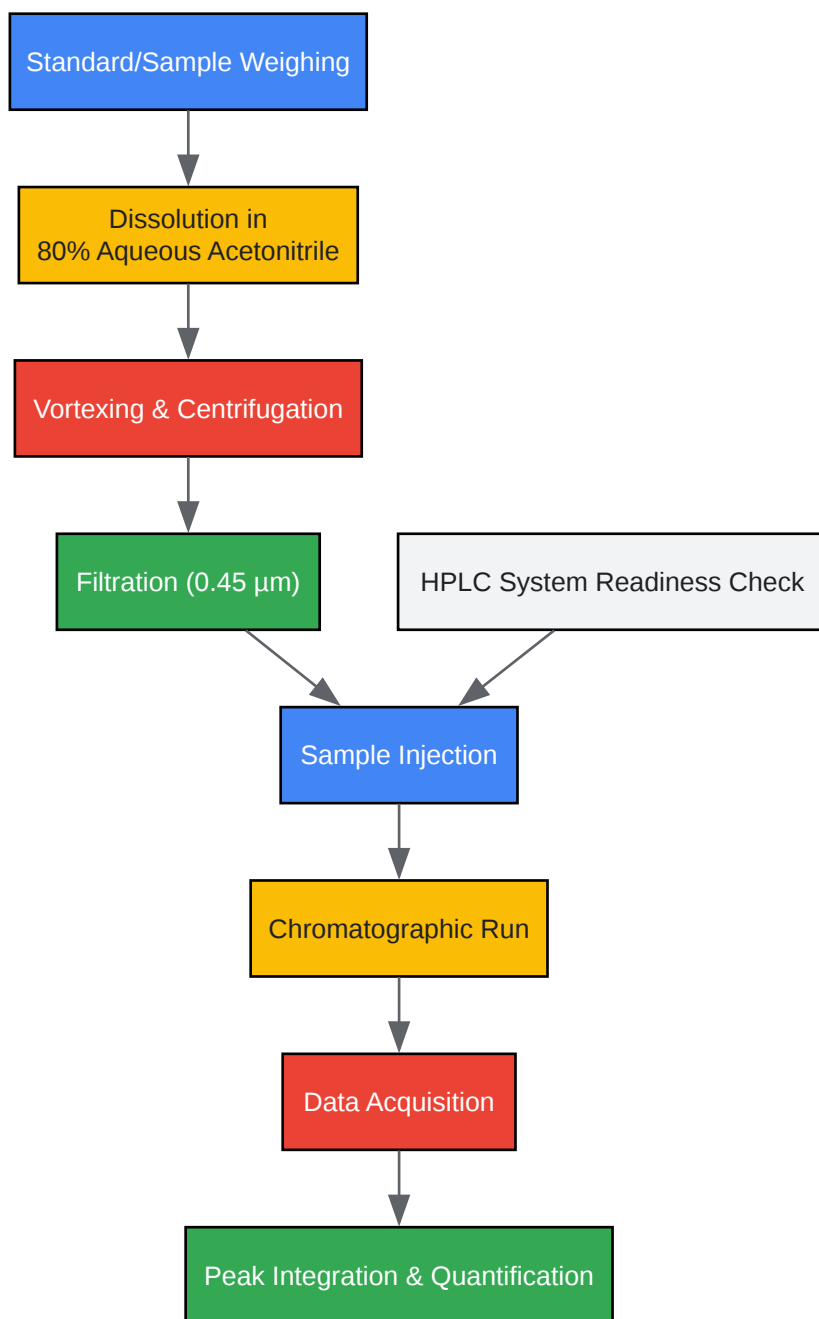 Standard/Sample Weighing
Dissolution in
80% Aqueous Acetonitrile
Vortexing & Centrifugation
Filtration (0.45 µm)
HPLC System Readiness Check
Sample Injection
Chromatographic Run
Data Acquisition
Peak Integration & Quantification